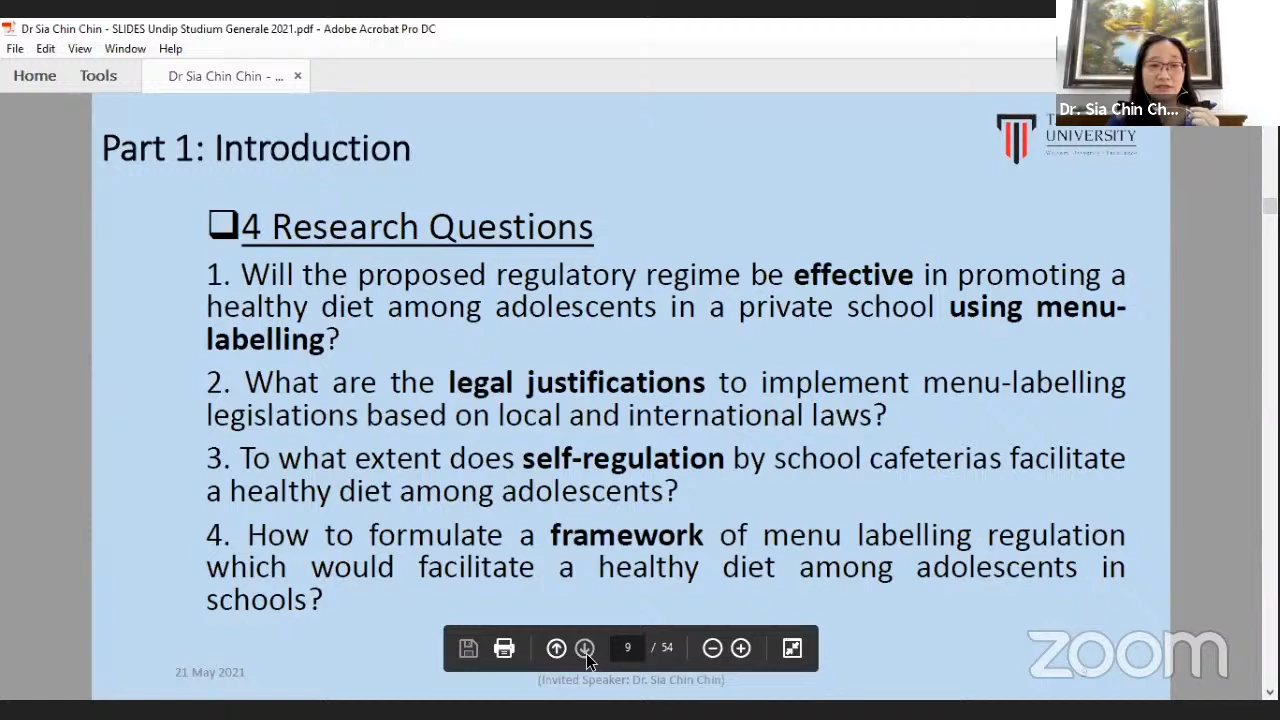 Dr Sia Chin Chin - SLIDES Undip Studium Generale 2021.pdf - Adobe Acrobat Pro DC
File Edit View Window Help
Home Tools Dr Sia Chin Chin - ... ×
Dr. Sia Chin Ch...
Part 1: Introduction
UNIVERSITY
4 Research Questions
1. Will the proposed regulatory regime be effective in promoting a
healthy diet among adolescents in a private school using menu-
labelling?
2. What are the legal justifications to implement menu-labelling
legislations based on local and international laws?
3. To what extent does self-regulation by school cafeterias facilitate
a healthy diet among adolescents?
4. How to formulate a framework of menu labelling regulation
which would facilitate a healthy diet among adolescents in
schools?
9 / 54
21 May 2021
(Invited Speaker: Dr. Sia Chin Chin)
zoom